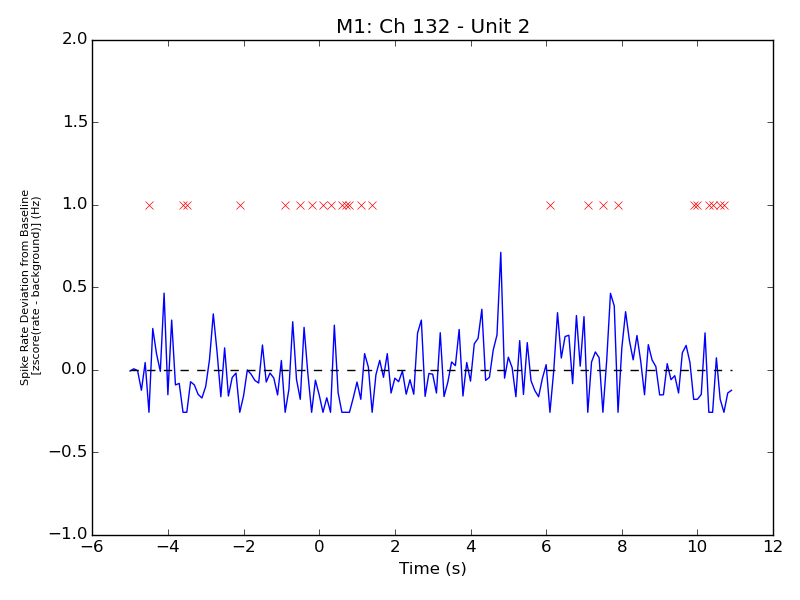 M1: Ch 132 - Unit 2
2.0
1.5
1.0
0.5
0.0
−0.5
−1.0
Spike Rate Deviation from Baseline
[zscore(rate - background)] (Hz)
−6 −4 −2 0 2 4 6 8 10 12
Time (s)